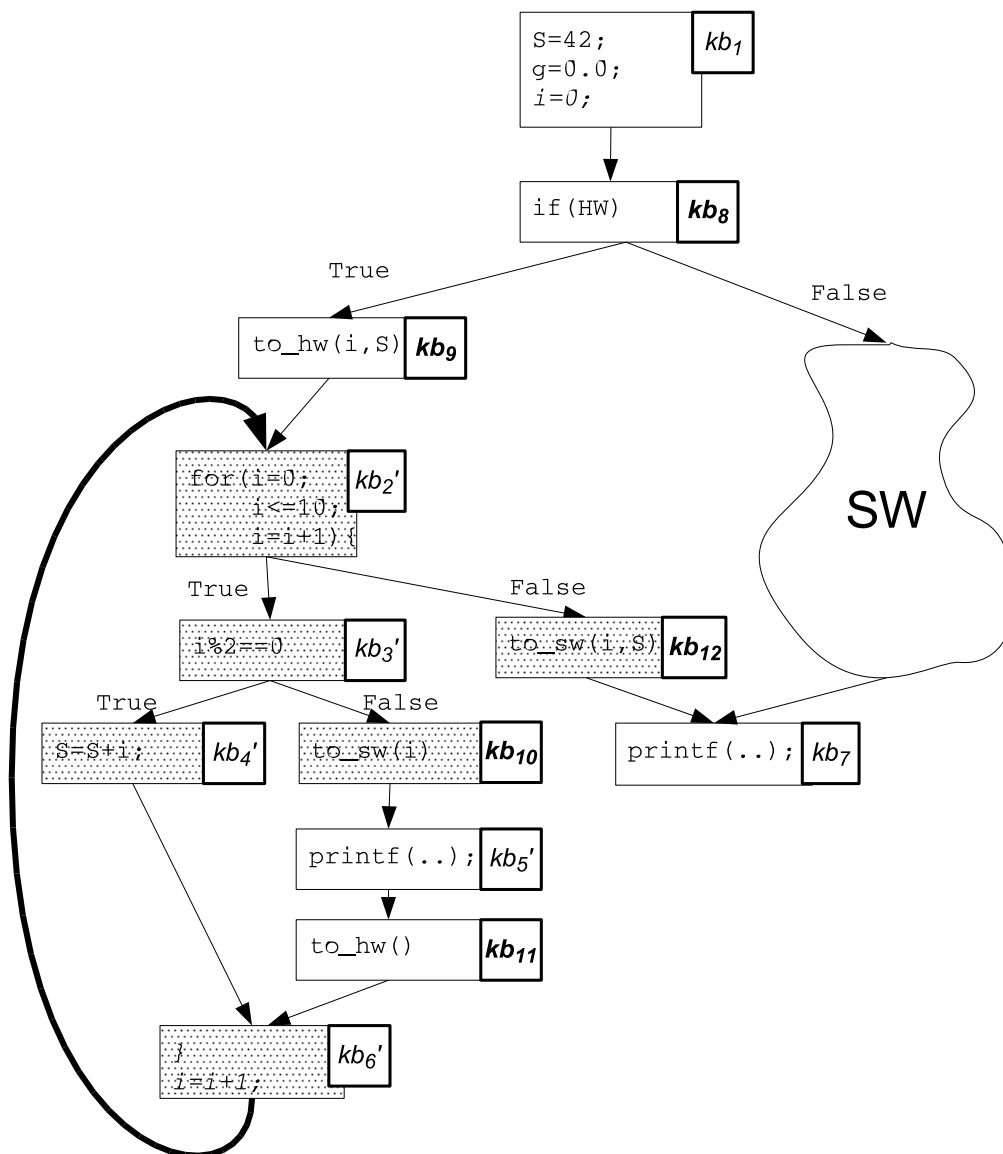 S=42;
g=0.0;
i=0;
kb1
if(HW)
kb8
True
False
to_hw(i,S)
kb9
for(i=0;
i<=10;
i=i+1){
kb2'
SW
True
False
i%2==0
kb3'
to_sw(i,S)
kb12
True
False
S=S+i;
kb4'
to_sw(i)
kb10
printf(..);
kb7
printf(..);
kb5'
to_hw()
kb11
}
i=i+1;
kb6'